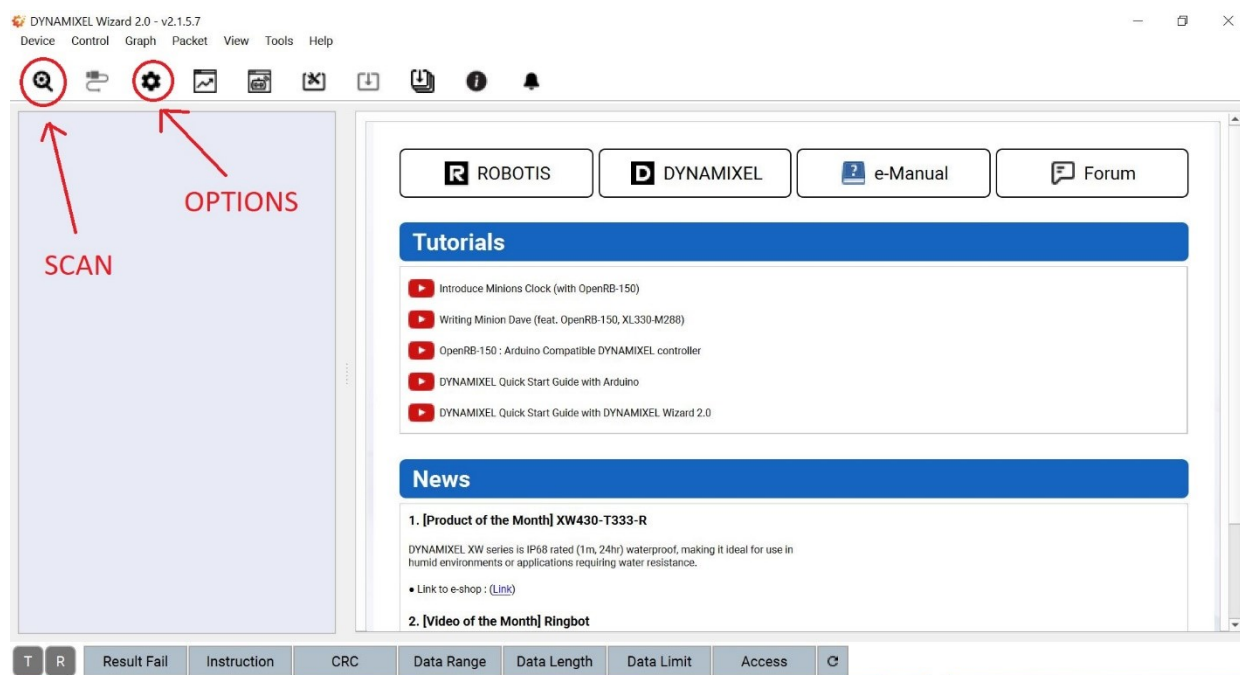 DYNAMIXEL Wizard 2.0 - v2.1.5.7
Device Control Graph Packet View Tools Help
OPTIONS
SCAN
ROBOTIS DYNAMIXEL e-Manual Forum
Tutorials
Introduce Minions Clock (with OpenRB-150)
Writing Minion Dave (feat. OpenRB-150, XL330-M288)
OpenRB-150 : Arduino Compatible DYNAMIXEL controller
DYNAMIXEL Quick Start Guide with Arduino
DYNAMIXEL Quick Start Guide with DYNAMIXEL Wizard 2.0
News
1. [Product of the Month] XW430-T333-R
DYNAMIXEL XW series is IP68 rated (1m, 24hr) waterproof, making it ideal for use in
humid environments or applications requiring water resistance.
• Link to e-shop : (Link)
2. [Video of the Month] Ringbot
T R Result Fail Instruction CRC Data Range Data Length Data Limit Access